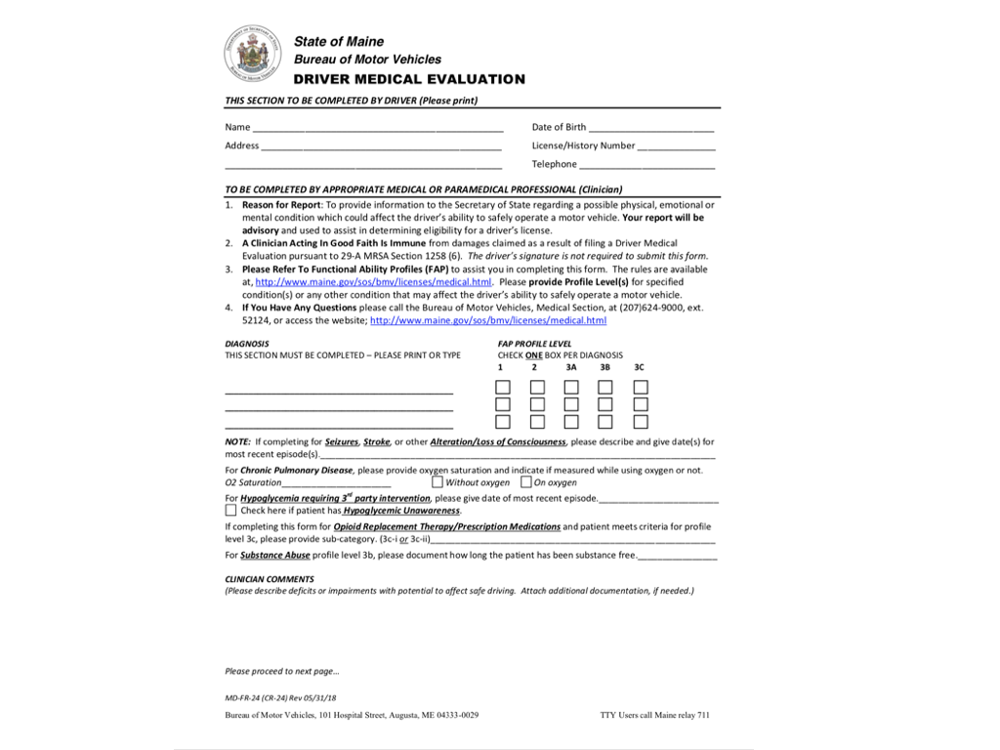 State of Maine
Bureau of Motor Vehicles
DRIVER MEDICAL EVALUATION
THIS SECTION TO BE COMPLETED BY DRIVER (Please print)
Name Date of Birth
Address License/History Number
Telephone
TO BE COMPLETED BY APPROPRIATE MEDICAL OR PARAMEDICAL PROFESSIONAL (Clinician)
1. Reason for Report: To provide information to the Secretary of State regarding a possible physical, emotional or
mental condition which could affect the driver's ability to safely operate a motor vehicle. Your report will be
advisory and used to assist in determining eligibility for a driver's license.
2. A Clinician Acting In Good Faith Is Immune from damages claimed as a result of filing a Driver Medical
Evaluation pursuant to 29-A MRSA Section 1258 (6). The driver's signature is not required to submit this form.
3. Please Refer To Functional Ability Profiles (FAP) to assist you in completing this form. The rules are available
at, http://www.maine.gov/sos/bmv/licenses/medical.html. Please provide Profile Level(s) for specified
condition(s) or any other condition that may affect the driver's ability to safely operate a motor vehicle.
4. If You Have Any Questions please call the Bureau of Motor Vehicles, Medical Section, at (207)624-9000, ext.
52124, or access the website; http://www.maine.gov/sos/bmv/licenses/medical.html
DIAGNOSIS FAP PROFILE LEVEL
THIS SECTION MUST BE COMPLETED – PLEASE PRINT OR TYPE CHECK ONE BOX PER DIAGNOSIS
1 2 3A 3B 3C
NOTE: If completing for Seizures, Stroke, or other Alteration/Loss of Consciousness, please describe and give date(s) for
most recent episode(s).
For Chronic Pulmonary Disease, please provide oxygen saturation and indicate if measured while using oxygen or not.
O2 Saturation Without oxygen On oxygen
For Hypoglycemia requiring 3rd party intervention, please give date of most recent episode.
Check here if patient has Hypoglycemic Unawareness.
If completing this form for Opioid Replacement Therapy/Prescription Medications and patient meets criteria for profile
level 3c, please provide sub-category. (3c-i or 3c-ii)
For Substance Abuse profile level 3b, please document how long the patient has been substance free.
CLINICIAN COMMENTS
(Please describe deficits or impairments with potential to affect safe driving. Attach additional documentation, if needed.)
Please proceed to next page…
MD-FR-24 (CR-24) Rev 05/31/18
Bureau of Motor Vehicles, 101 Hospital Street, Augusta, ME 04333-0029 TTY Users call Maine relay 711